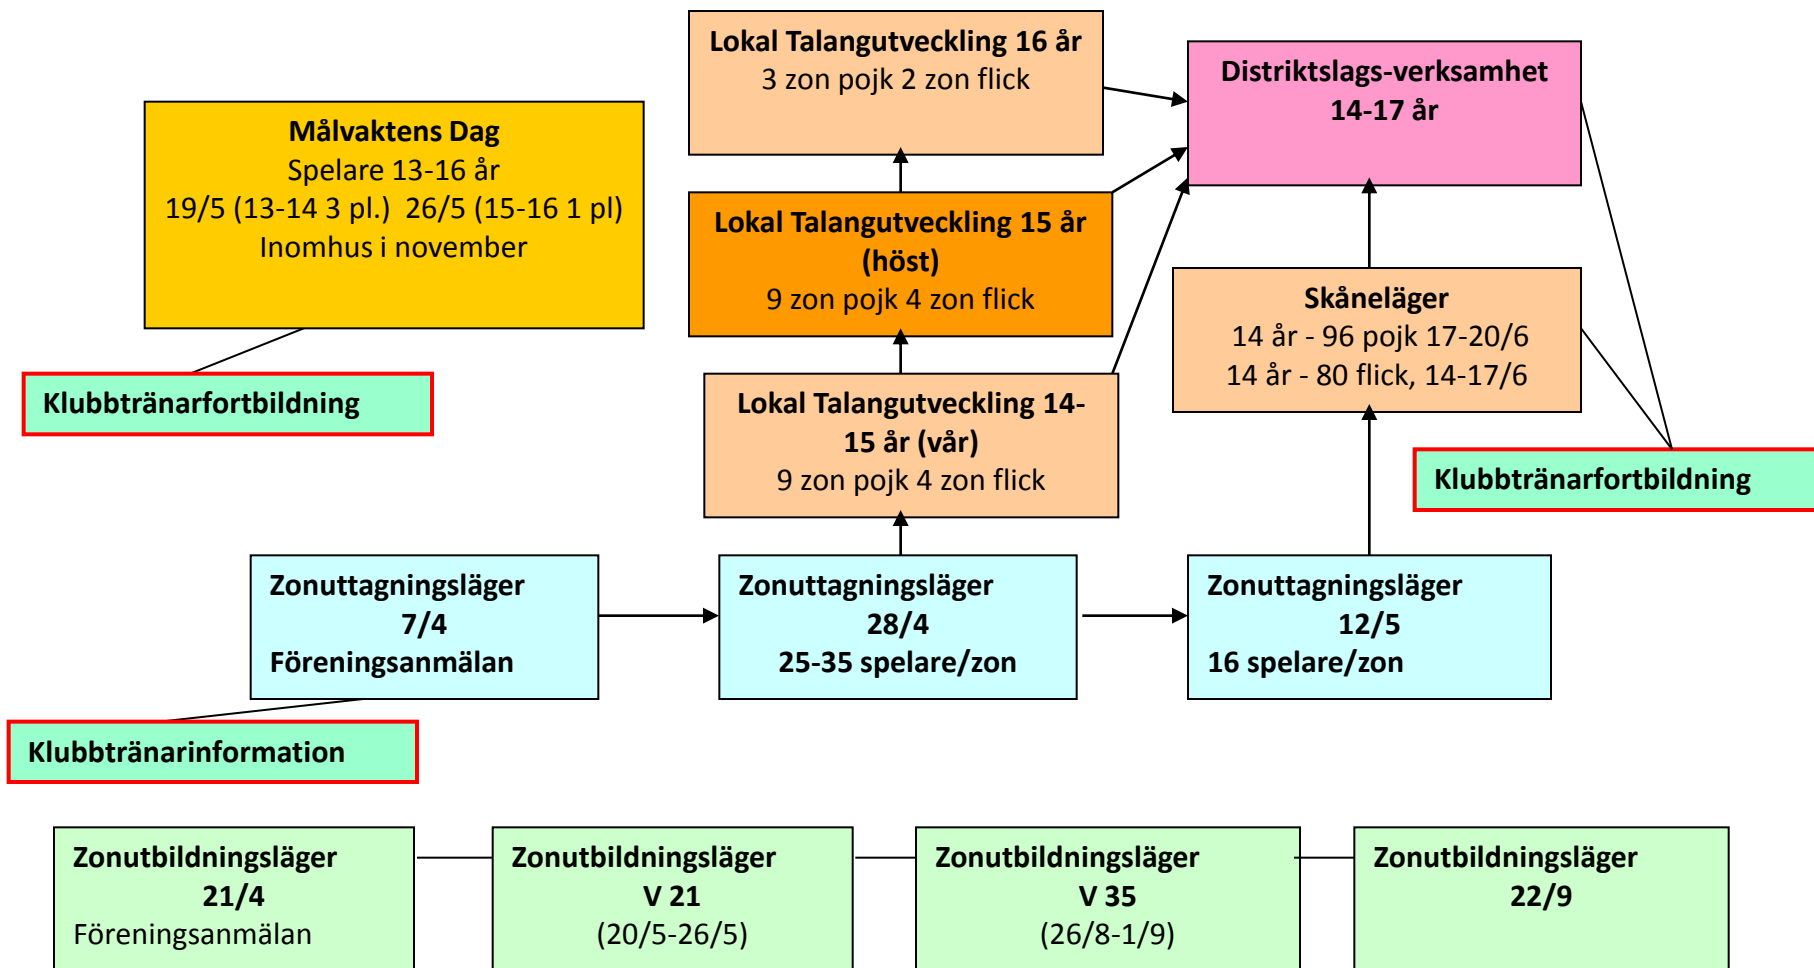 Lokal Talangutveckling 16 år
3 zon pojk 2 zon flick
Distriktslags-verksamhet
14-17 år
Målvaktens Dag
Spelare 13-16 år
19/5 (13-14 3 pl.)  26/5 (15-16 1 pl)
Inomhus i november
Lokal Talangutveckling 15 år
(höst)
9 zon pojk 4 zon flick
Skåneläger
14 år - 96 pojk 17-20/6
14 år - 80 flick, 14-17/6
Klubbtränarfortbildning
Lokal Talangutveckling 14-
15 år (vår)
9 zon pojk 4 zon flick
Klubbtränarfortbildning
Zonuttagningsläger
7/4
Föreningsanmälan
Zonuttagningsläger
28/4
25-35 spelare/zon
Zonuttagningsläger
12/5
16 spelare/zon
Klubbtränarinformation
Zonutbildningsläger
21/4
Föreningsanmälan
Zonutbildningsläger
V 21
(20/5-26/5)
Zonutbildningsläger
V 35
(26/8-1/9)
Zonutbildningsläger
22/9